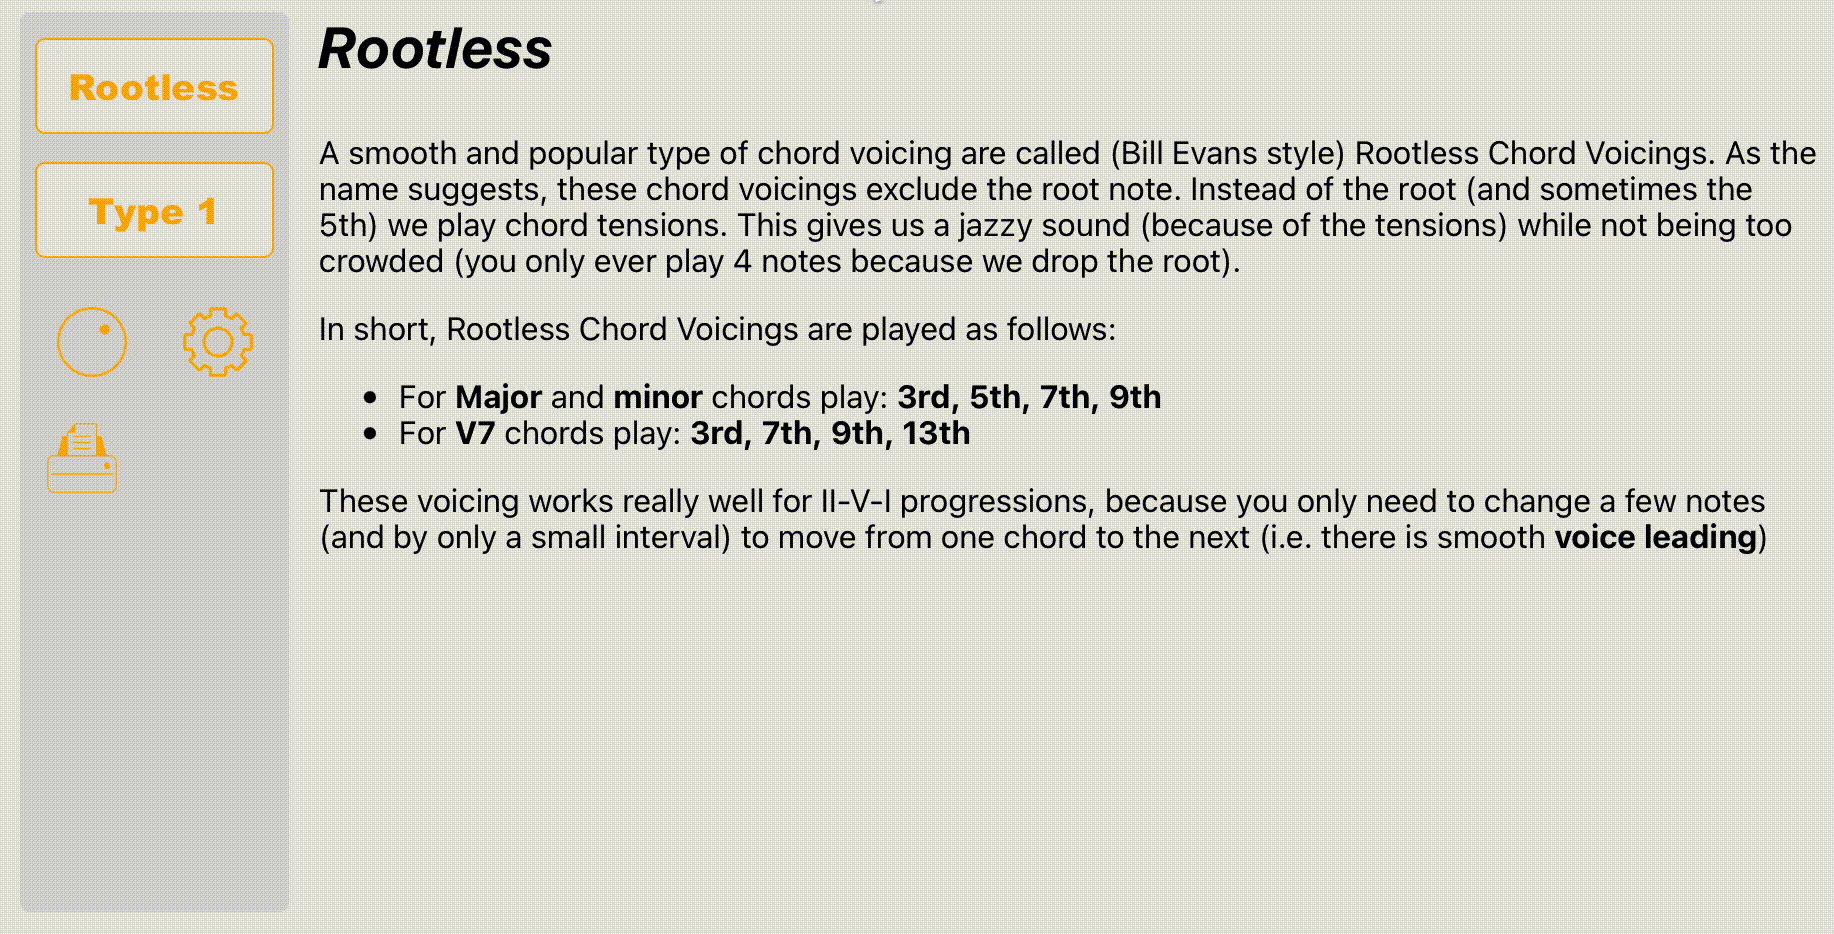 Rootless
Type 1
Rootless
A smooth and popular type of chord voicing are called (Bill Evans style) Rootless Chord Voicings. As the
name suggests, these chord voicings exclude the root note. Instead of the root (and sometimes the
5th) we play chord tensions. This gives us a jazzy sound (because of the tensions) while not being too
crowded (you only ever play 4 notes because we drop the root).
In short, Rootless Chord Voicings are played as follows:
• For Major and minor chords play: 3rd, 5th, 7th, 9th
• For V7 chords play: 3rd, 7th, 9th, 13th
These voicing works really well for II-V-I progressions, because you only need to change a few notes
(and by only a small interval) to move from one chord to the next (i.e. there is smooth voice leading)